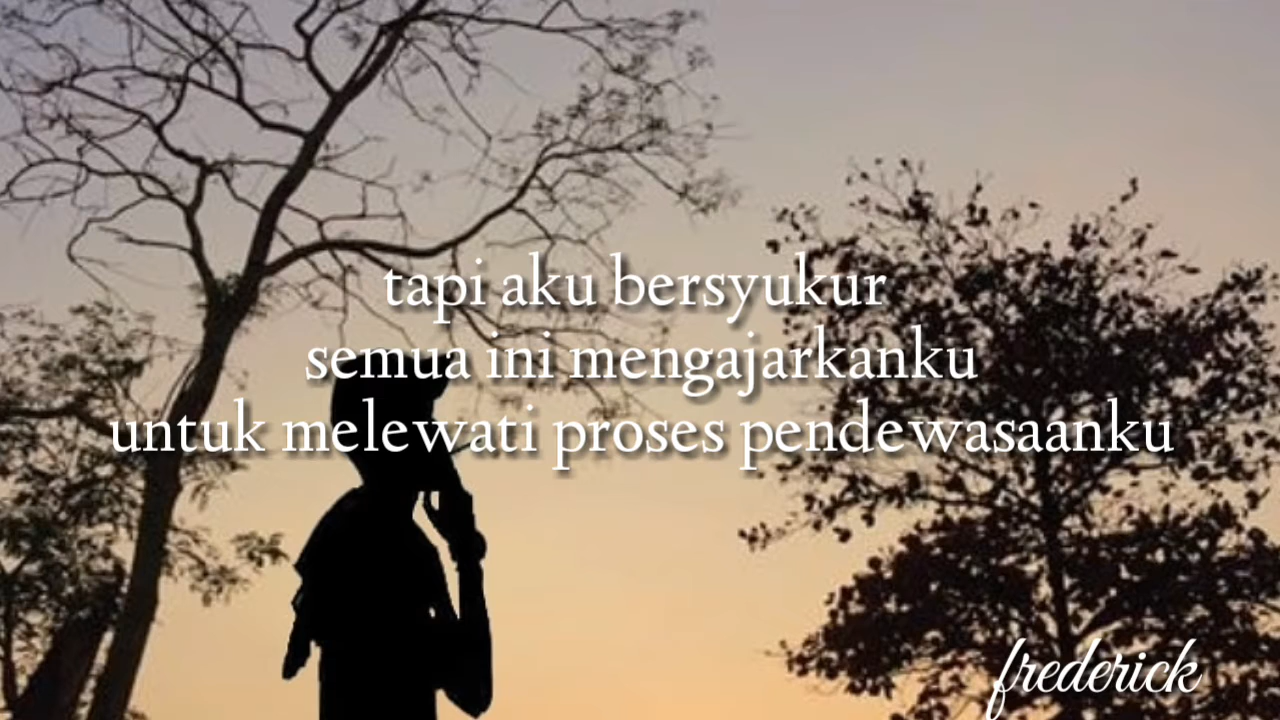 tapi aku bersyukur
semua ini mengajarkanku
untuk melewati proses pendewasaanku
frederick